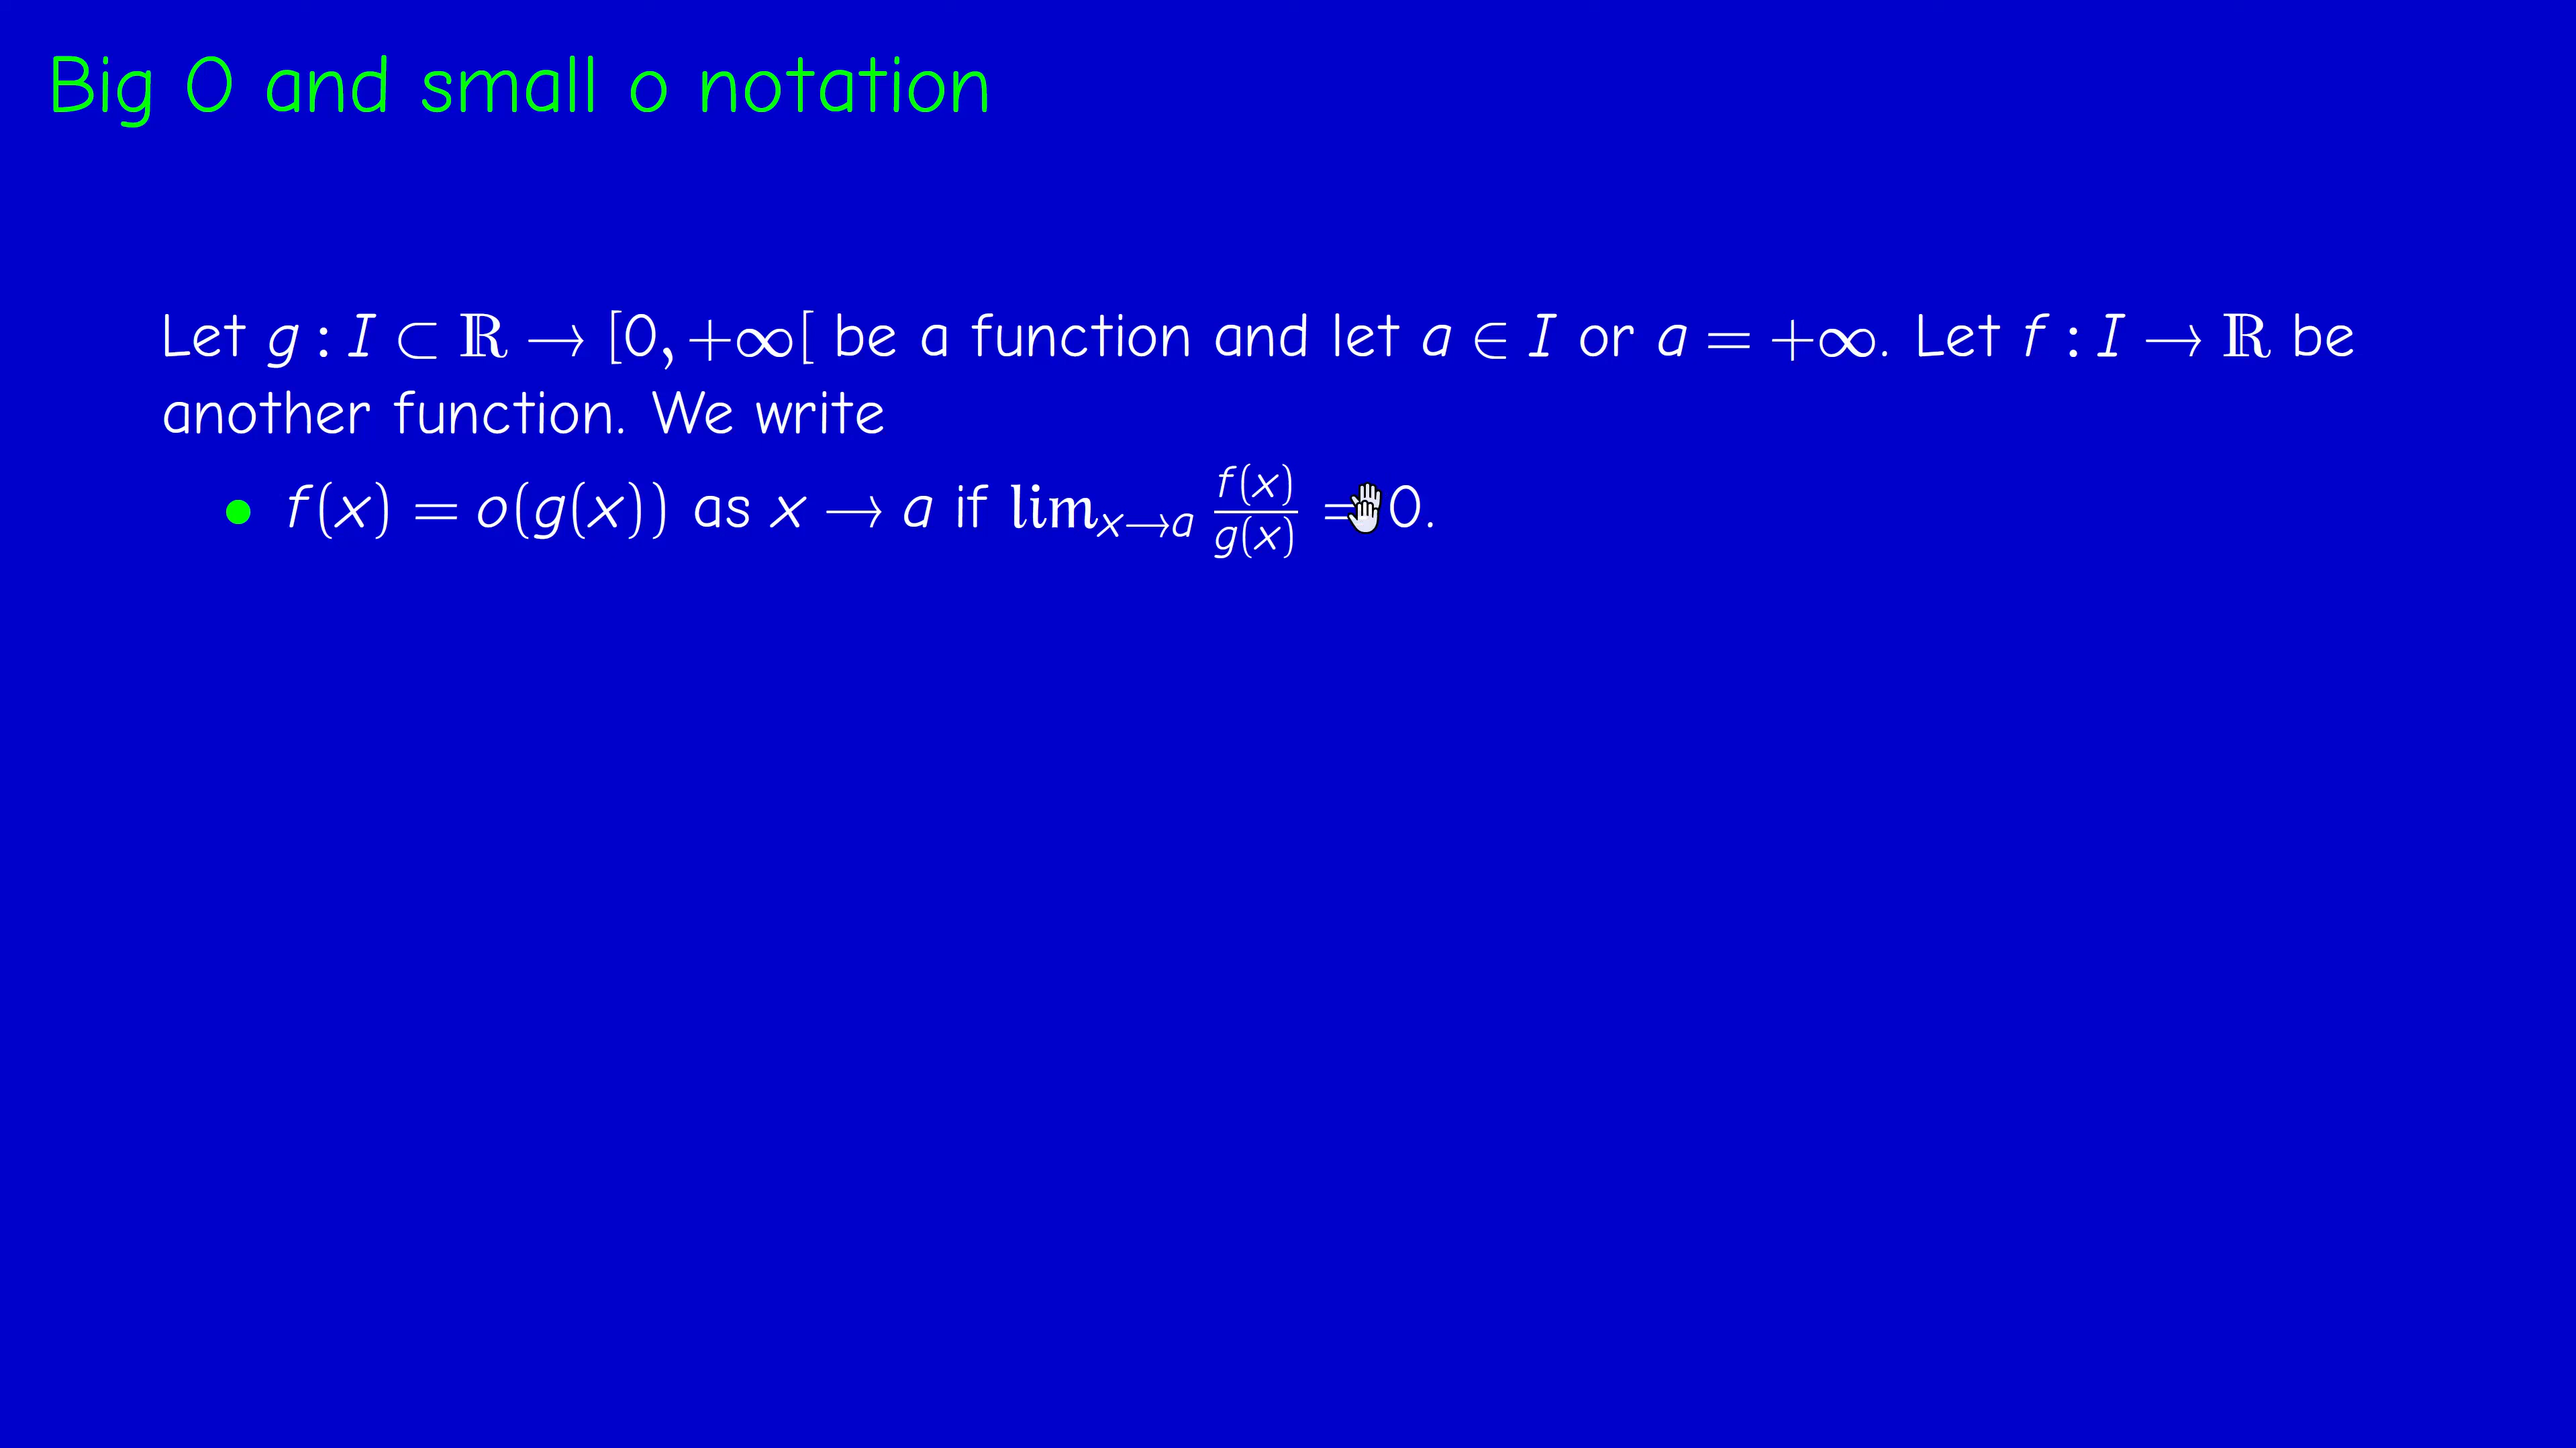 Big O and small o notation
Let g : I ⊂ ℝ → [0, +∞[ be a function and let a ∈ I or a = +∞. Let f : I → ℝ be
another function. We write
• f(x) = o(g(x)) as x → a if lim_{x→a} f(x)/g(x) = 0.